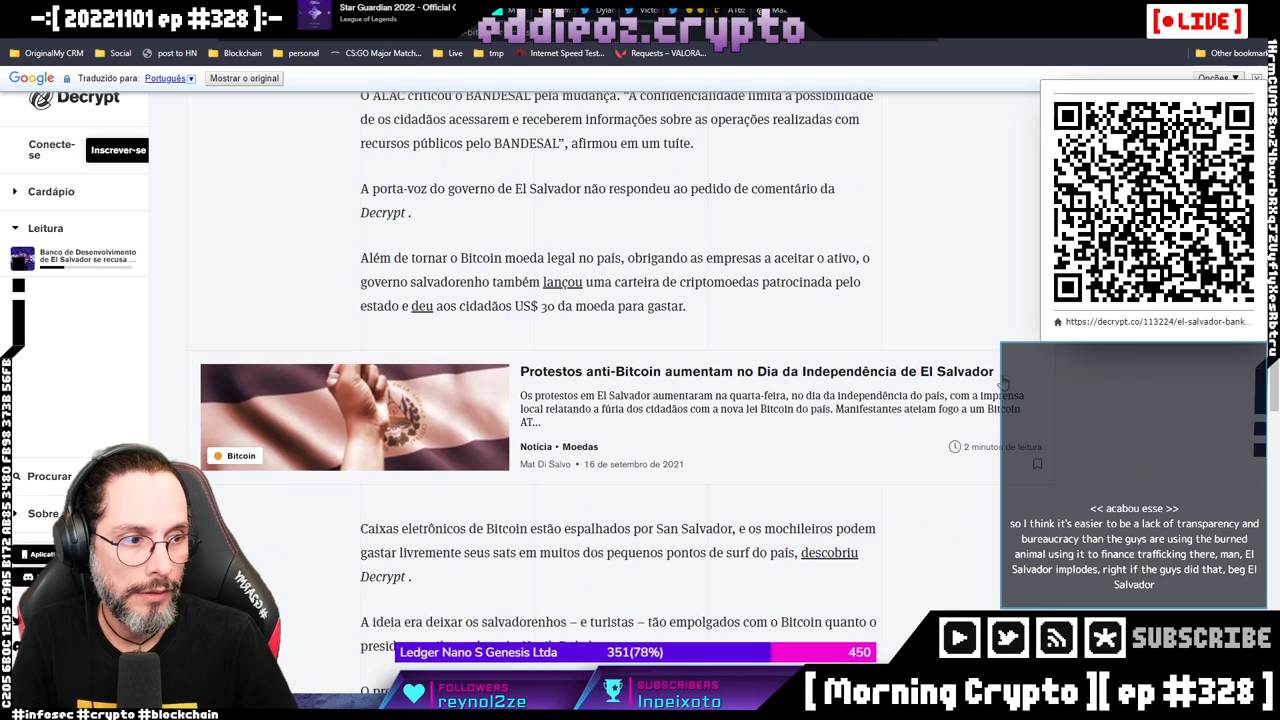 -:[ 20221101 ep #328 ]:-
Star Guardian 2022 - Official C
League of Legends
eddieoz.crypto
[● LIVE]
OriginalMy CRM
Social
post to HN
Blockchain
personal
CS:GO Major Match...
Live
tmp
Internet Speed Test...
Requests – VALORA...
Other bookmar
Google
Traduzido para:
Português
Mostrar o original
Opções ▼
Decrypt
Conecte-
se
Inscrever-se
Cardápio
Leitura
Banco de Desenvolvimento
de El Salvador se recusa ...
Procurar
Sobre
Aplicati
O ALAC criticou o BANDESAL pela mudança. “A confidencialidade limita a possibilidade
de os cidadãos acessarem e receberem informações sobre as operações realizadas com
recursos públicos pelo BANDESAL”, afirmou em um tuíte.
A porta-voz do governo de El Salvador não respondeu ao pedido de comentário da
Decrypt .
Além de tornar o Bitcoin moeda legal no país, obrigando as empresas a aceitar o ativo, o
governo salvadorenho também lançou uma carteira de criptomoedas patrocinada pelo
estado e deu aos cidadãos US$ 30 da moeda para gastar.
Bitcoin
Protestos anti-Bitcoin aumentam no Dia da Independência de El Salvador
Os protestos em El Salvador aumentaram na quarta-feira, no dia da independência do país, com a imprensa
local relatando a fúria dos cidadãos com a nova lei Bitcoin do país. Manifestantes ateiam fogo a um Bitcoin
AT...
Notícia ‣ Moedas
2 minutos de leitura
Mat Di Salvo • 16 de setembro de 2021
Caixas eletrônicos de Bitcoin estão espalhados por San Salvador, e os mochileiros podem
gastar livremente seus sats em muitos dos pequenos pontos de surf do país, descobriu
Decrypt .
A ideia era deixar os salvadorenhos – e turistas – tão empolgados com o Bitcoin quanto o
https://decrypt.co/113224/el-salvador-bank...
<< acabou esse >>
so I think it's easier to be a lack of transparency and
bureaucracy than the guys are using the burned
animal using it to finance trafficking there, man, El
Salvador implodes, right if the guys did that, beg El
Salvador
Ledger Nano S Genesis Ltda
351(78%)
450
FOLLOWERS
reynol2ze
SUBSCRIBERS
lnpeixoto
SUBSCRIBE
[ Morning Crypto ][ ep #328 ]
#infosec #crypto #blockchain